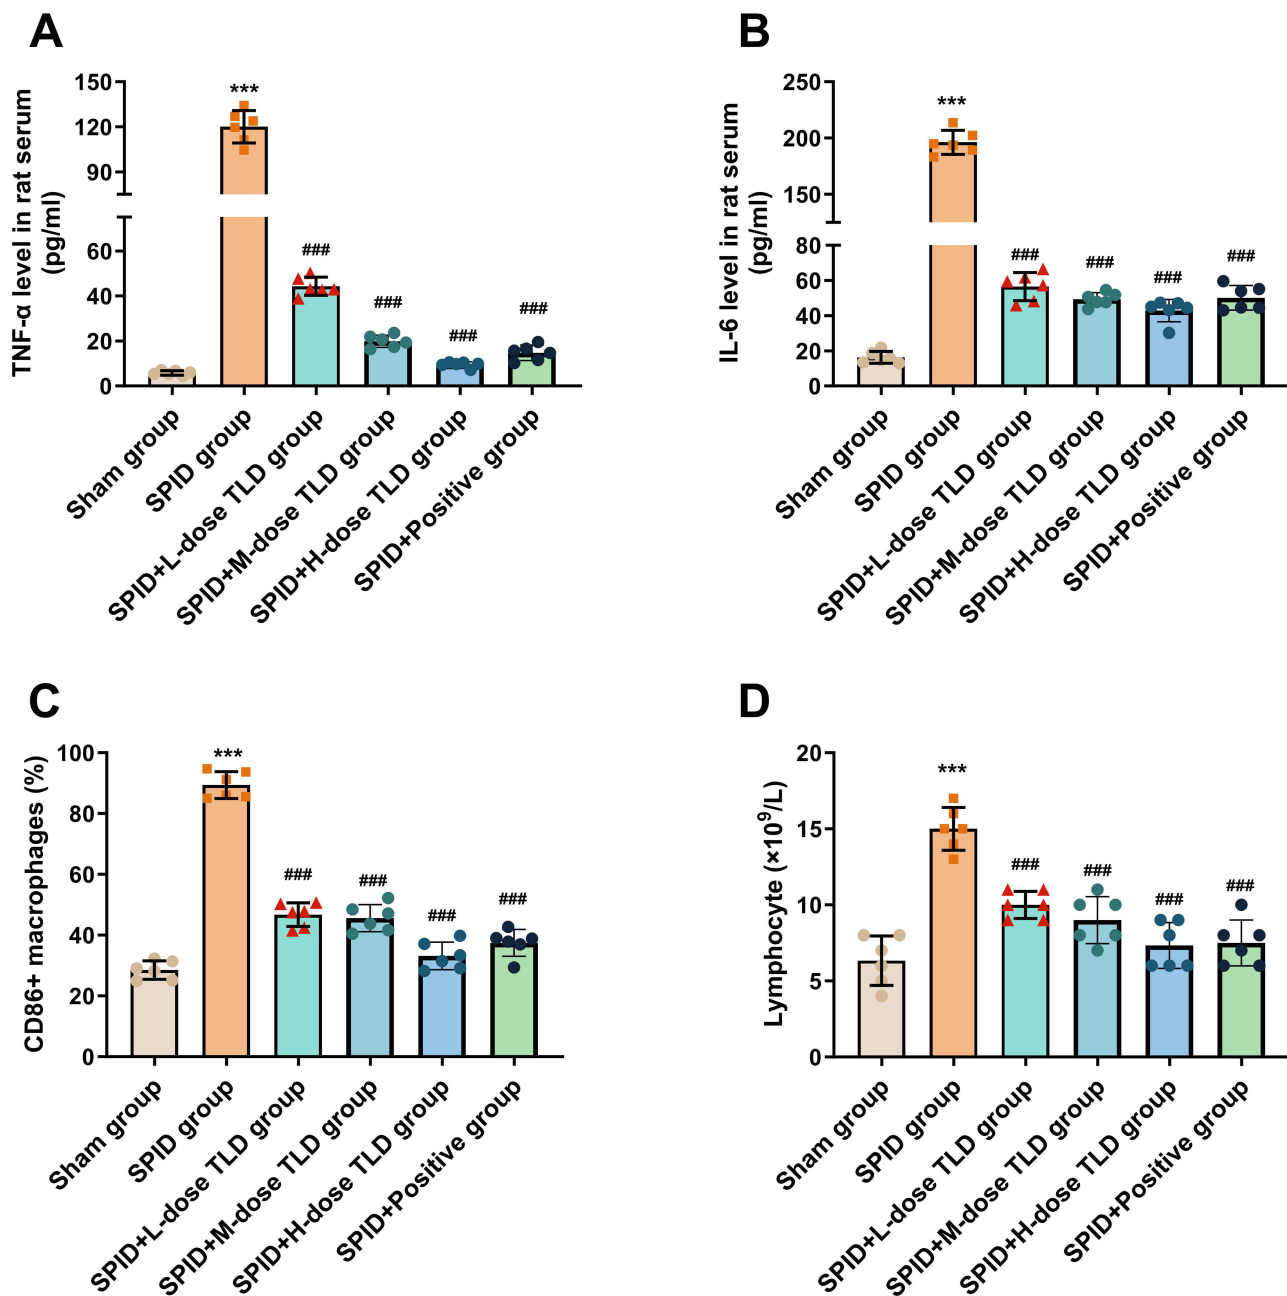 A
TNF-α level in rat serum
(pg/ml)
150
120
90
60
40
20
0
***
###
###
###
###
Sham group
SPID group
SPID+L-dose TLD group
SPID+M-dose TLD group
SPID+H-dose TLD group
SPID+Positive group
B
IL-6 level in rat serum
(pg/ml)
250
200
150
80
60
40
20
0
***
###
###
###
###
Sham group
SPID group
SPID+L-dose TLD group
SPID+M-dose TLD group
SPID+H-dose TLD group
SPID+Positive group
C
CD86+ macrophages (%)
100
80
60
40
20
0
***
###
###
###
###
Sham group
SPID group
SPID+L-dose TLD group
SPID+M-dose TLD group
SPID+H-dose TLD group
SPID+Positive group
D
Lymphocyte (×10⁹/L)
20
15
10
5
0
***
###
###
###
###
Sham group
SPID group
SPID+L-dose TLD group
SPID+M-dose TLD group
SPID+H-dose TLD group
SPID+Positive group